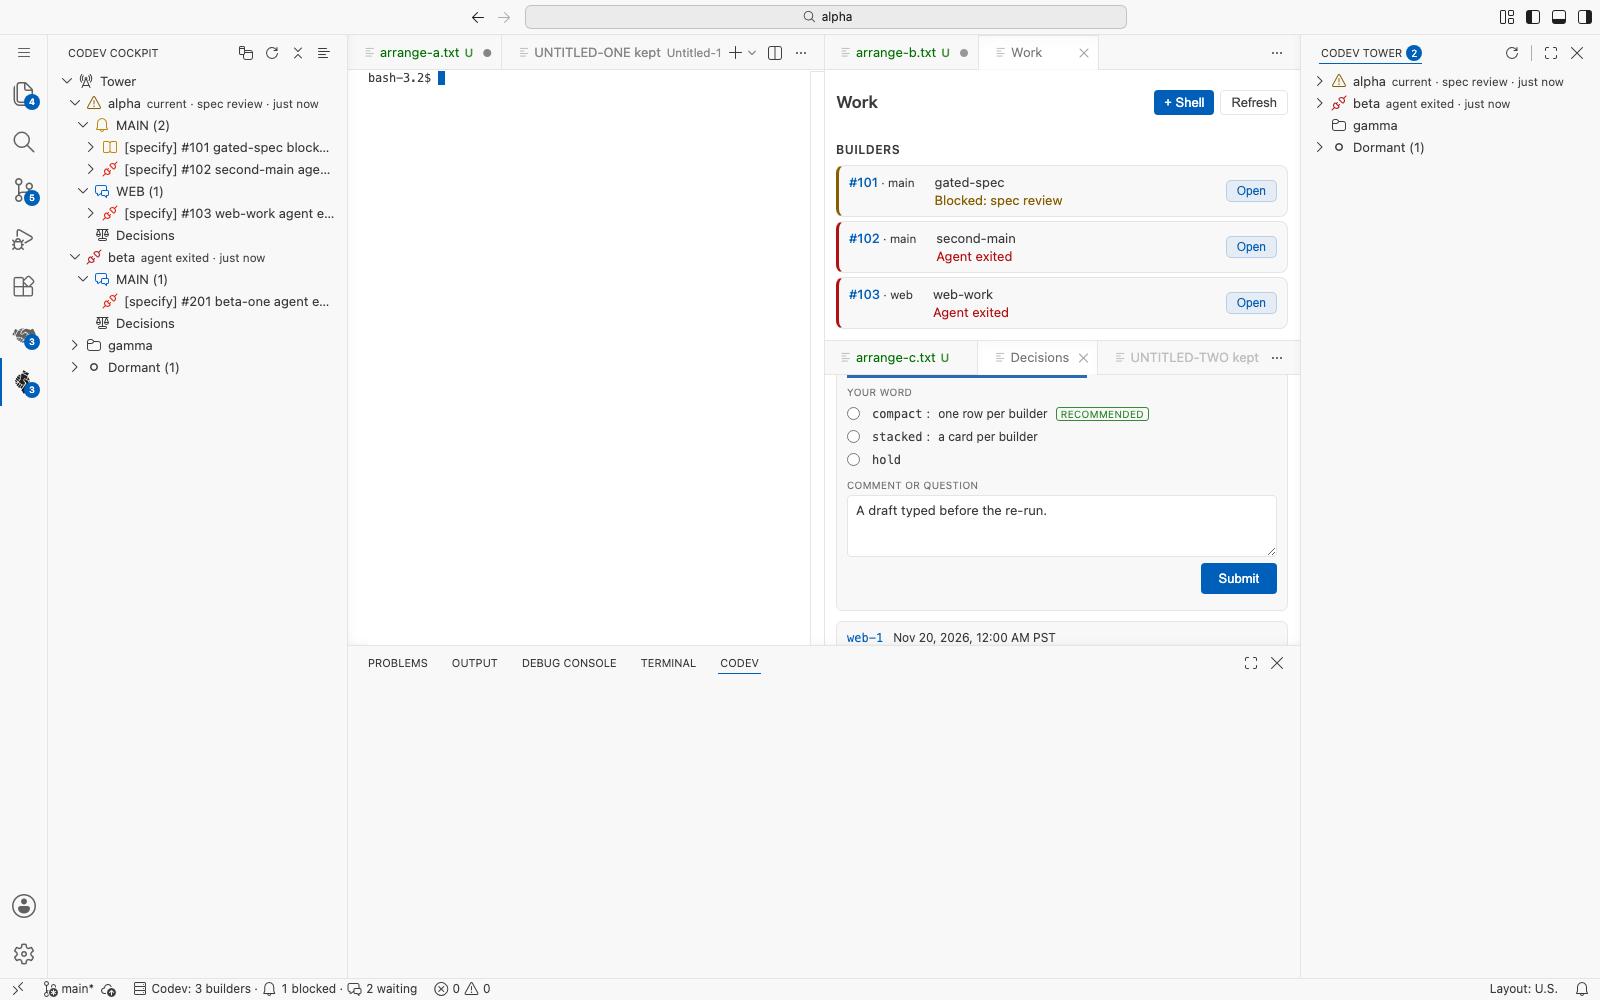 alpha
CODEV COCKPIT
Tower
alpha current · spec review · just now
MAIN (2)
[specify] #101 gated-spec block...
[specify] #102 second-main age...
WEB (1)
[specify] #103 web-work agent e...
Decisions
beta agent exited · just now
MAIN (1)
[specify] #201 beta-one agent e...
Decisions
gamma
Dormant (1)
4
5
3
3
arrange-a.txt U
UNTITLED-ONE kept Untitled-1
bash-3.2$
arrange-b.txt U
Work
Work
+ Shell
Refresh
BUILDERS
#101 · main gated-spec
Blocked: spec review
Open
#102 · main second-main
Agent exited
Open
#103 · web web-work
Agent exited
Open
arrange-c.txt U
Decisions
UNTITLED-TWO kept
YOUR WORD
compact : one row per builder RECOMMENDED
stacked : a card per builder
hold
COMMENT OR QUESTION
A draft typed before the re-run.
Submit
web-1 Nov 20, 2026, 12:00 AM PST
PROBLEMS
OUTPUT
DEBUG CONSOLE
TERMINAL
CODEV
CODEV TOWER 2
alpha current · spec review · just now
beta agent exited · just now
gamma
Dormant (1)
main*
Codev: 3 builders · 1 blocked · 2 waiting
0 0
Layout: U.S.